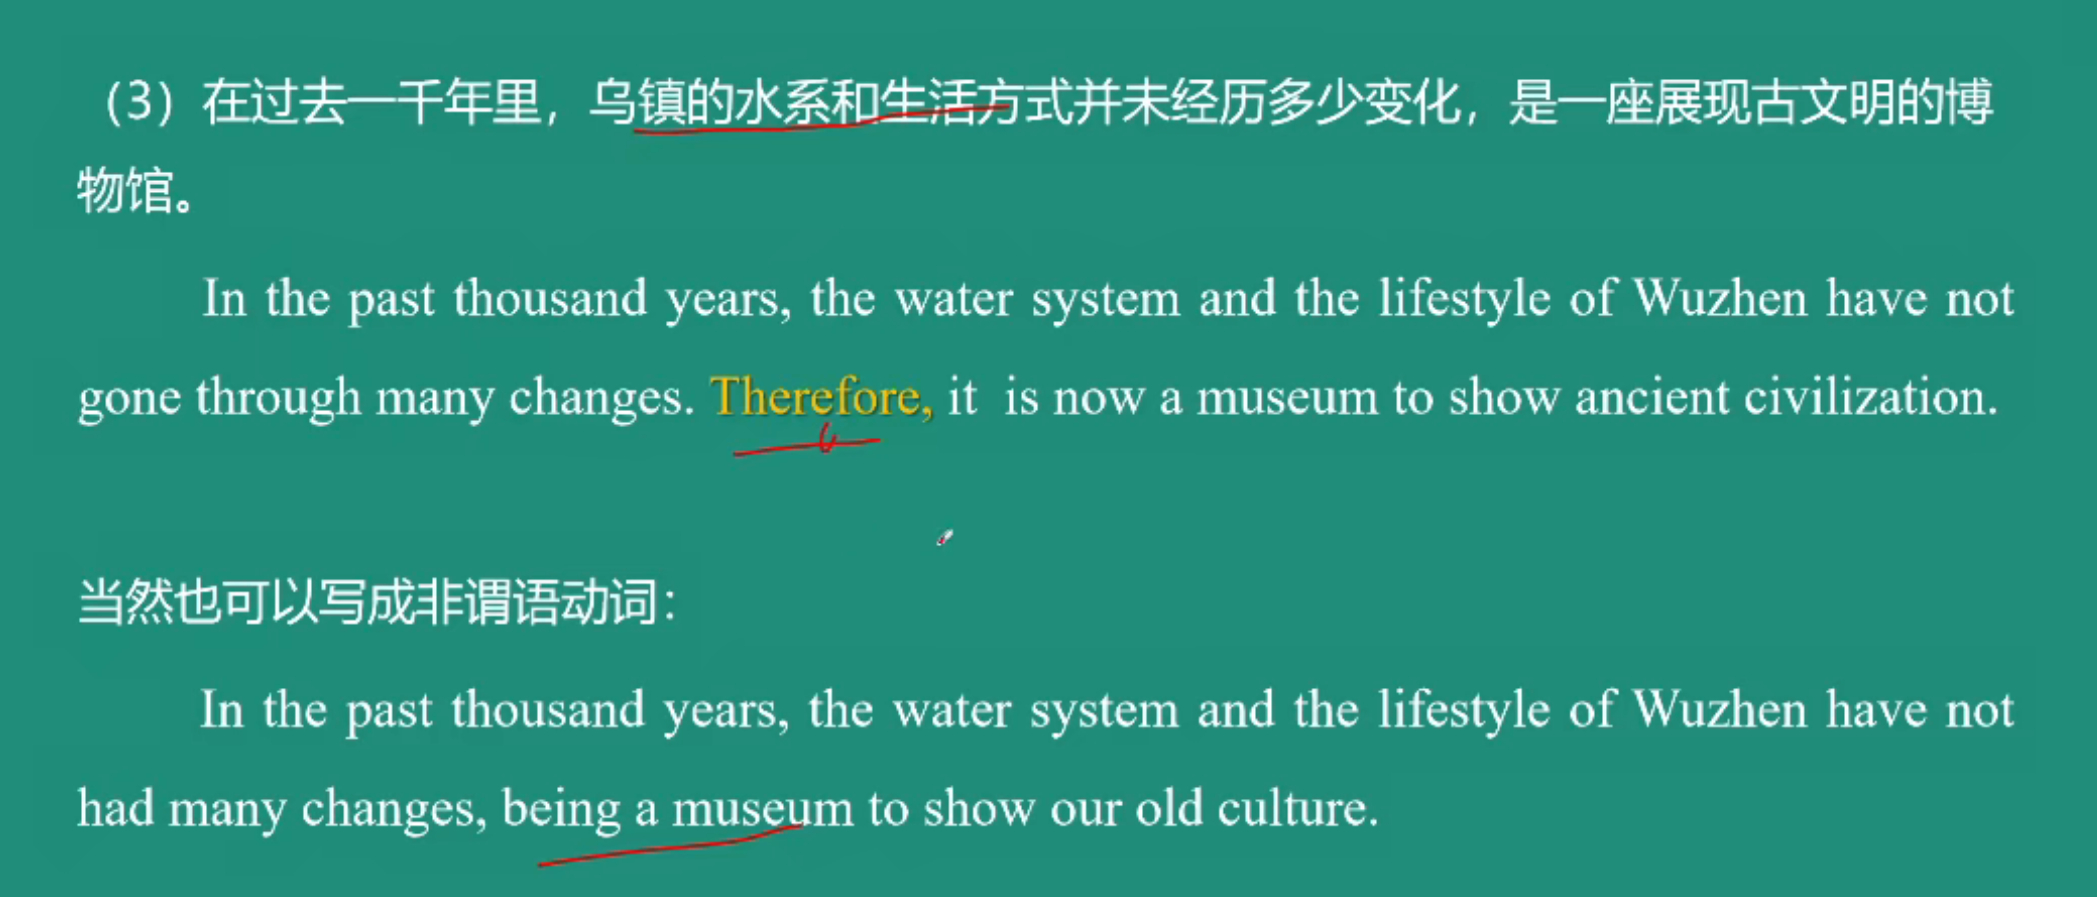 （3）在过去一千年里，乌镇的水系和生活方式并未经历多少变化，是一座展现古文明的博
物馆。
In the past thousand years, the water system and the lifestyle of Wuzhen have not
gone through many changes. Therefore, it is now a museum to show ancient civilization.
当然也可以写成非谓语动词：
In the past thousand years, the water system and the lifestyle of Wuzhen have not
had many changes, being a museum to show our old culture.